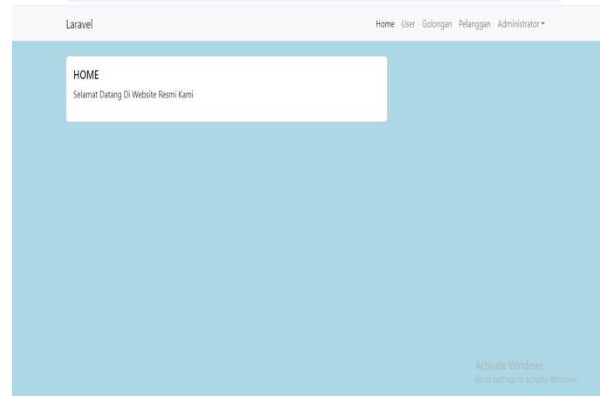 Laravel
Home User Golongan Pelanggan Administrator
HOME
Selamat Datang Di Website Resmi Kami
Activate Windows
Go to Settings to activate Windows.